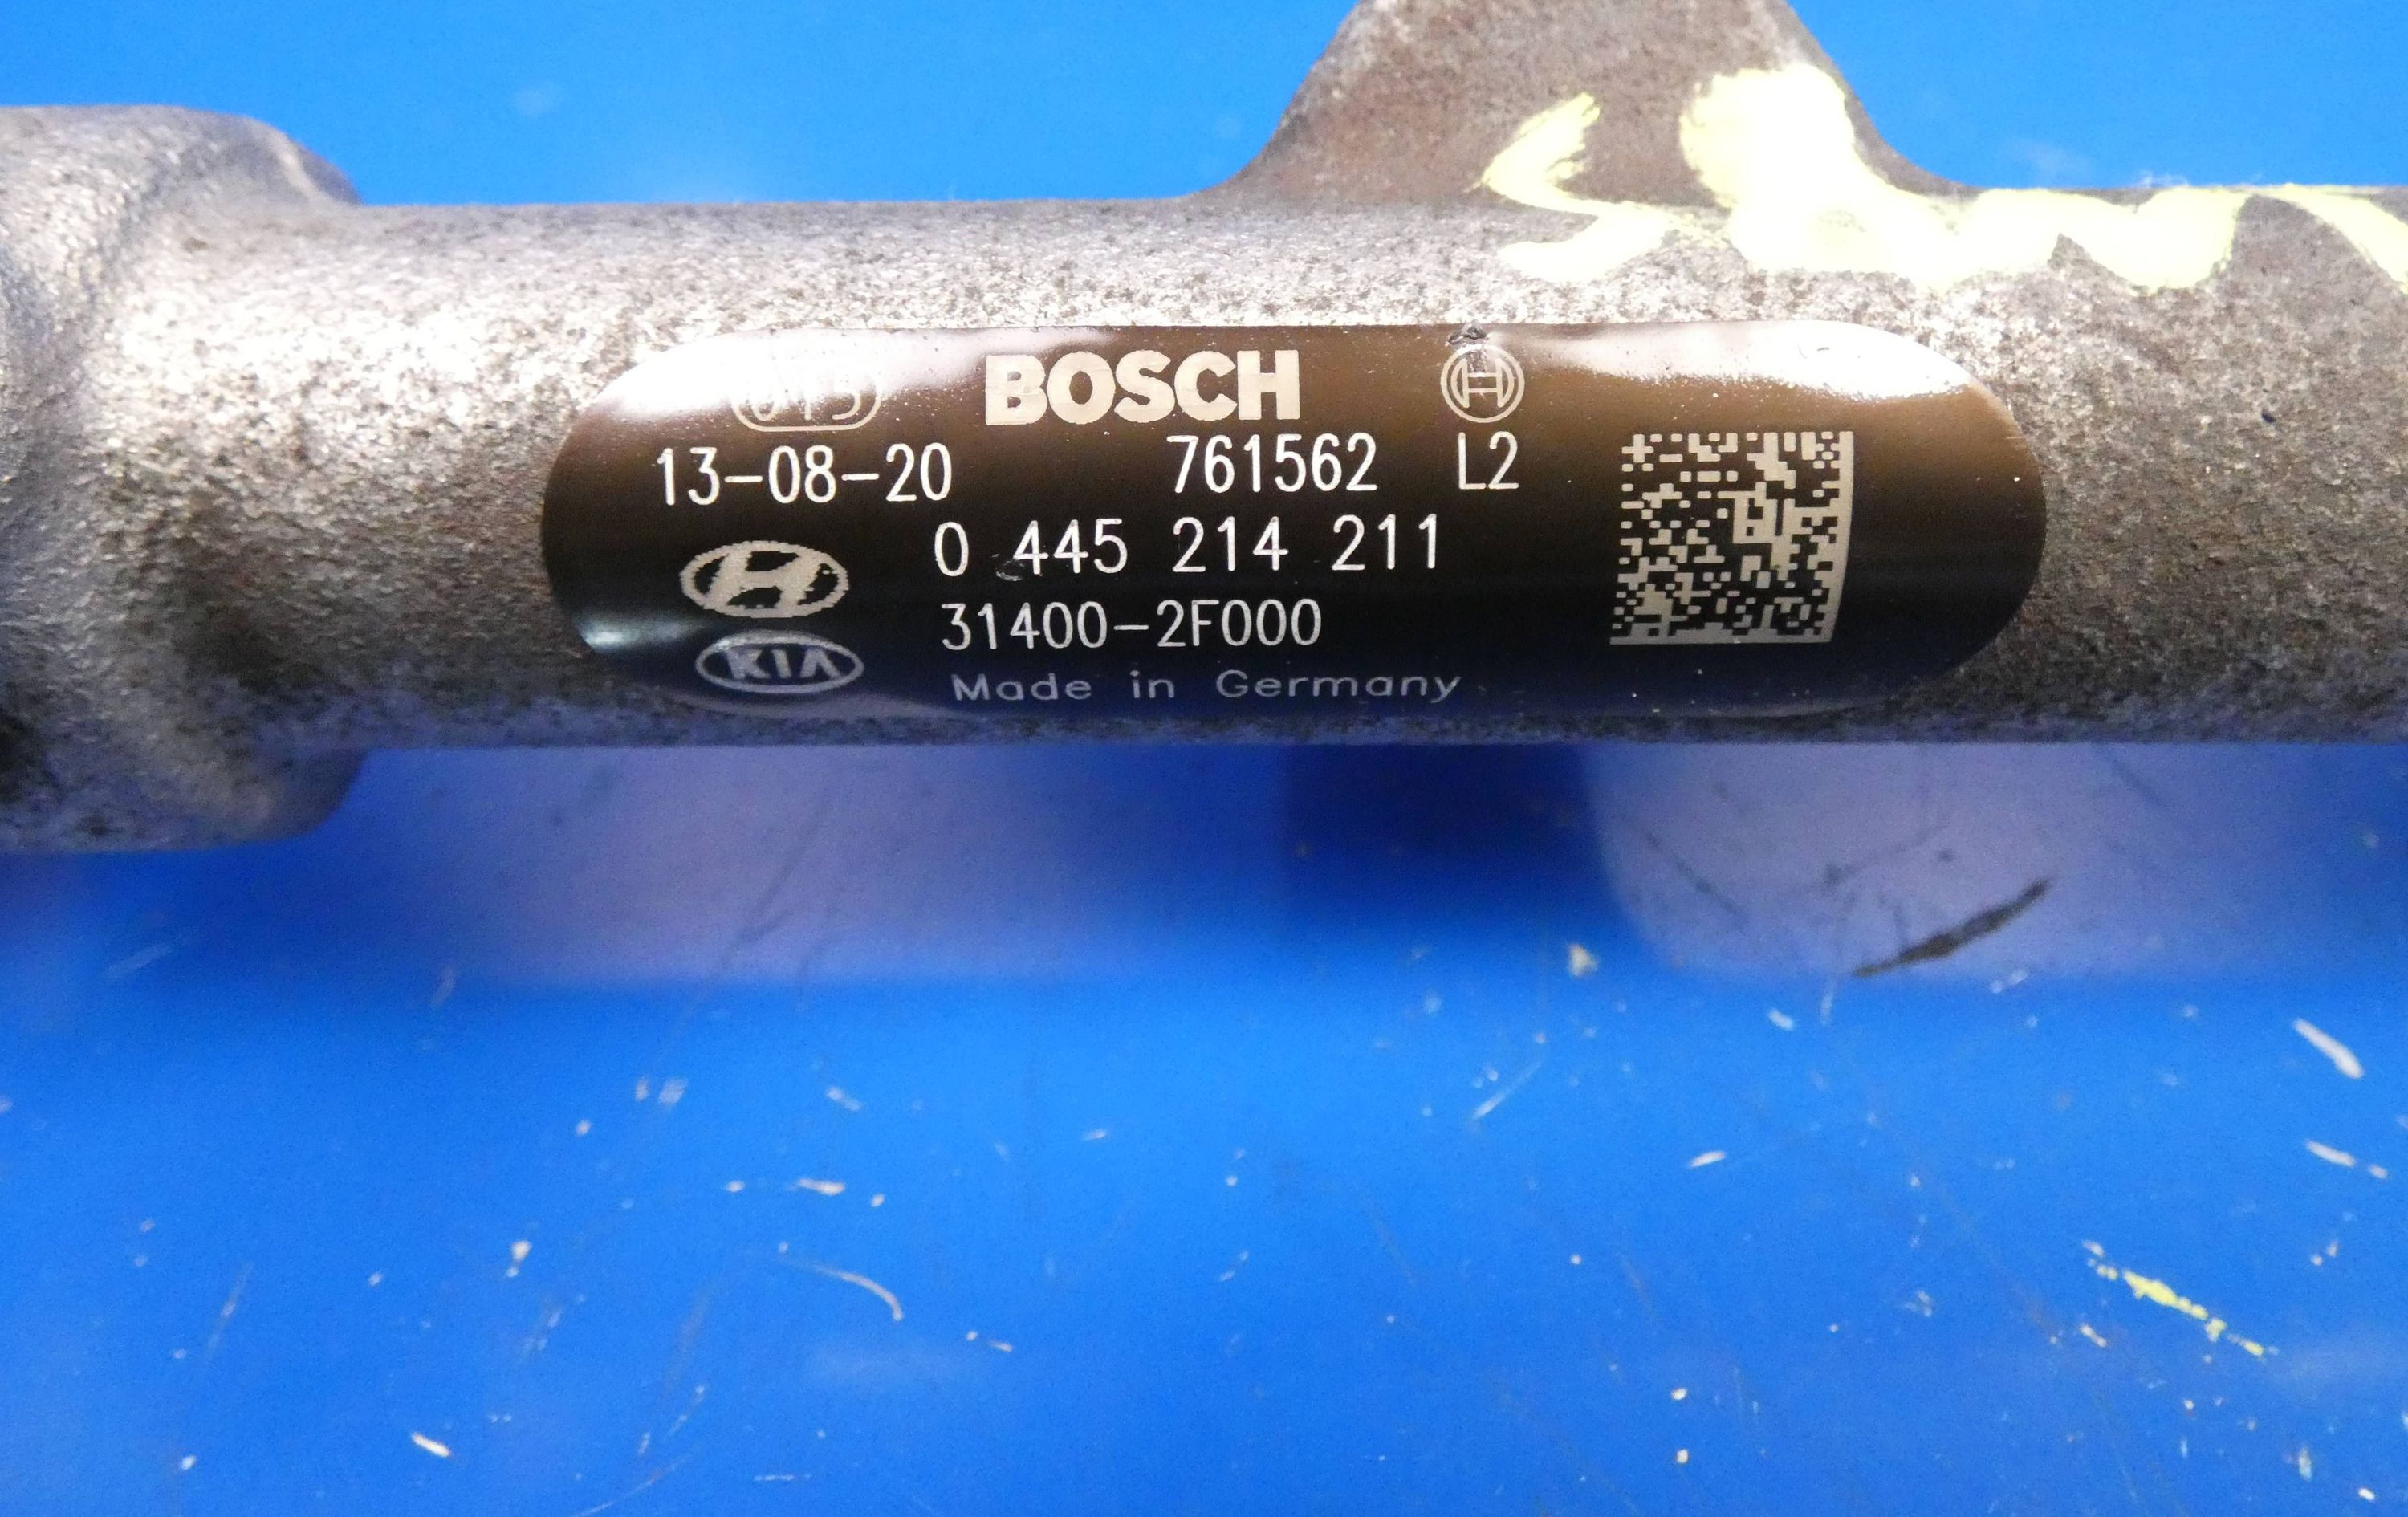 BOSCH
13-08-20 761562 L2
0 445 214 211
31400-2F000
KIA
Made in Germany